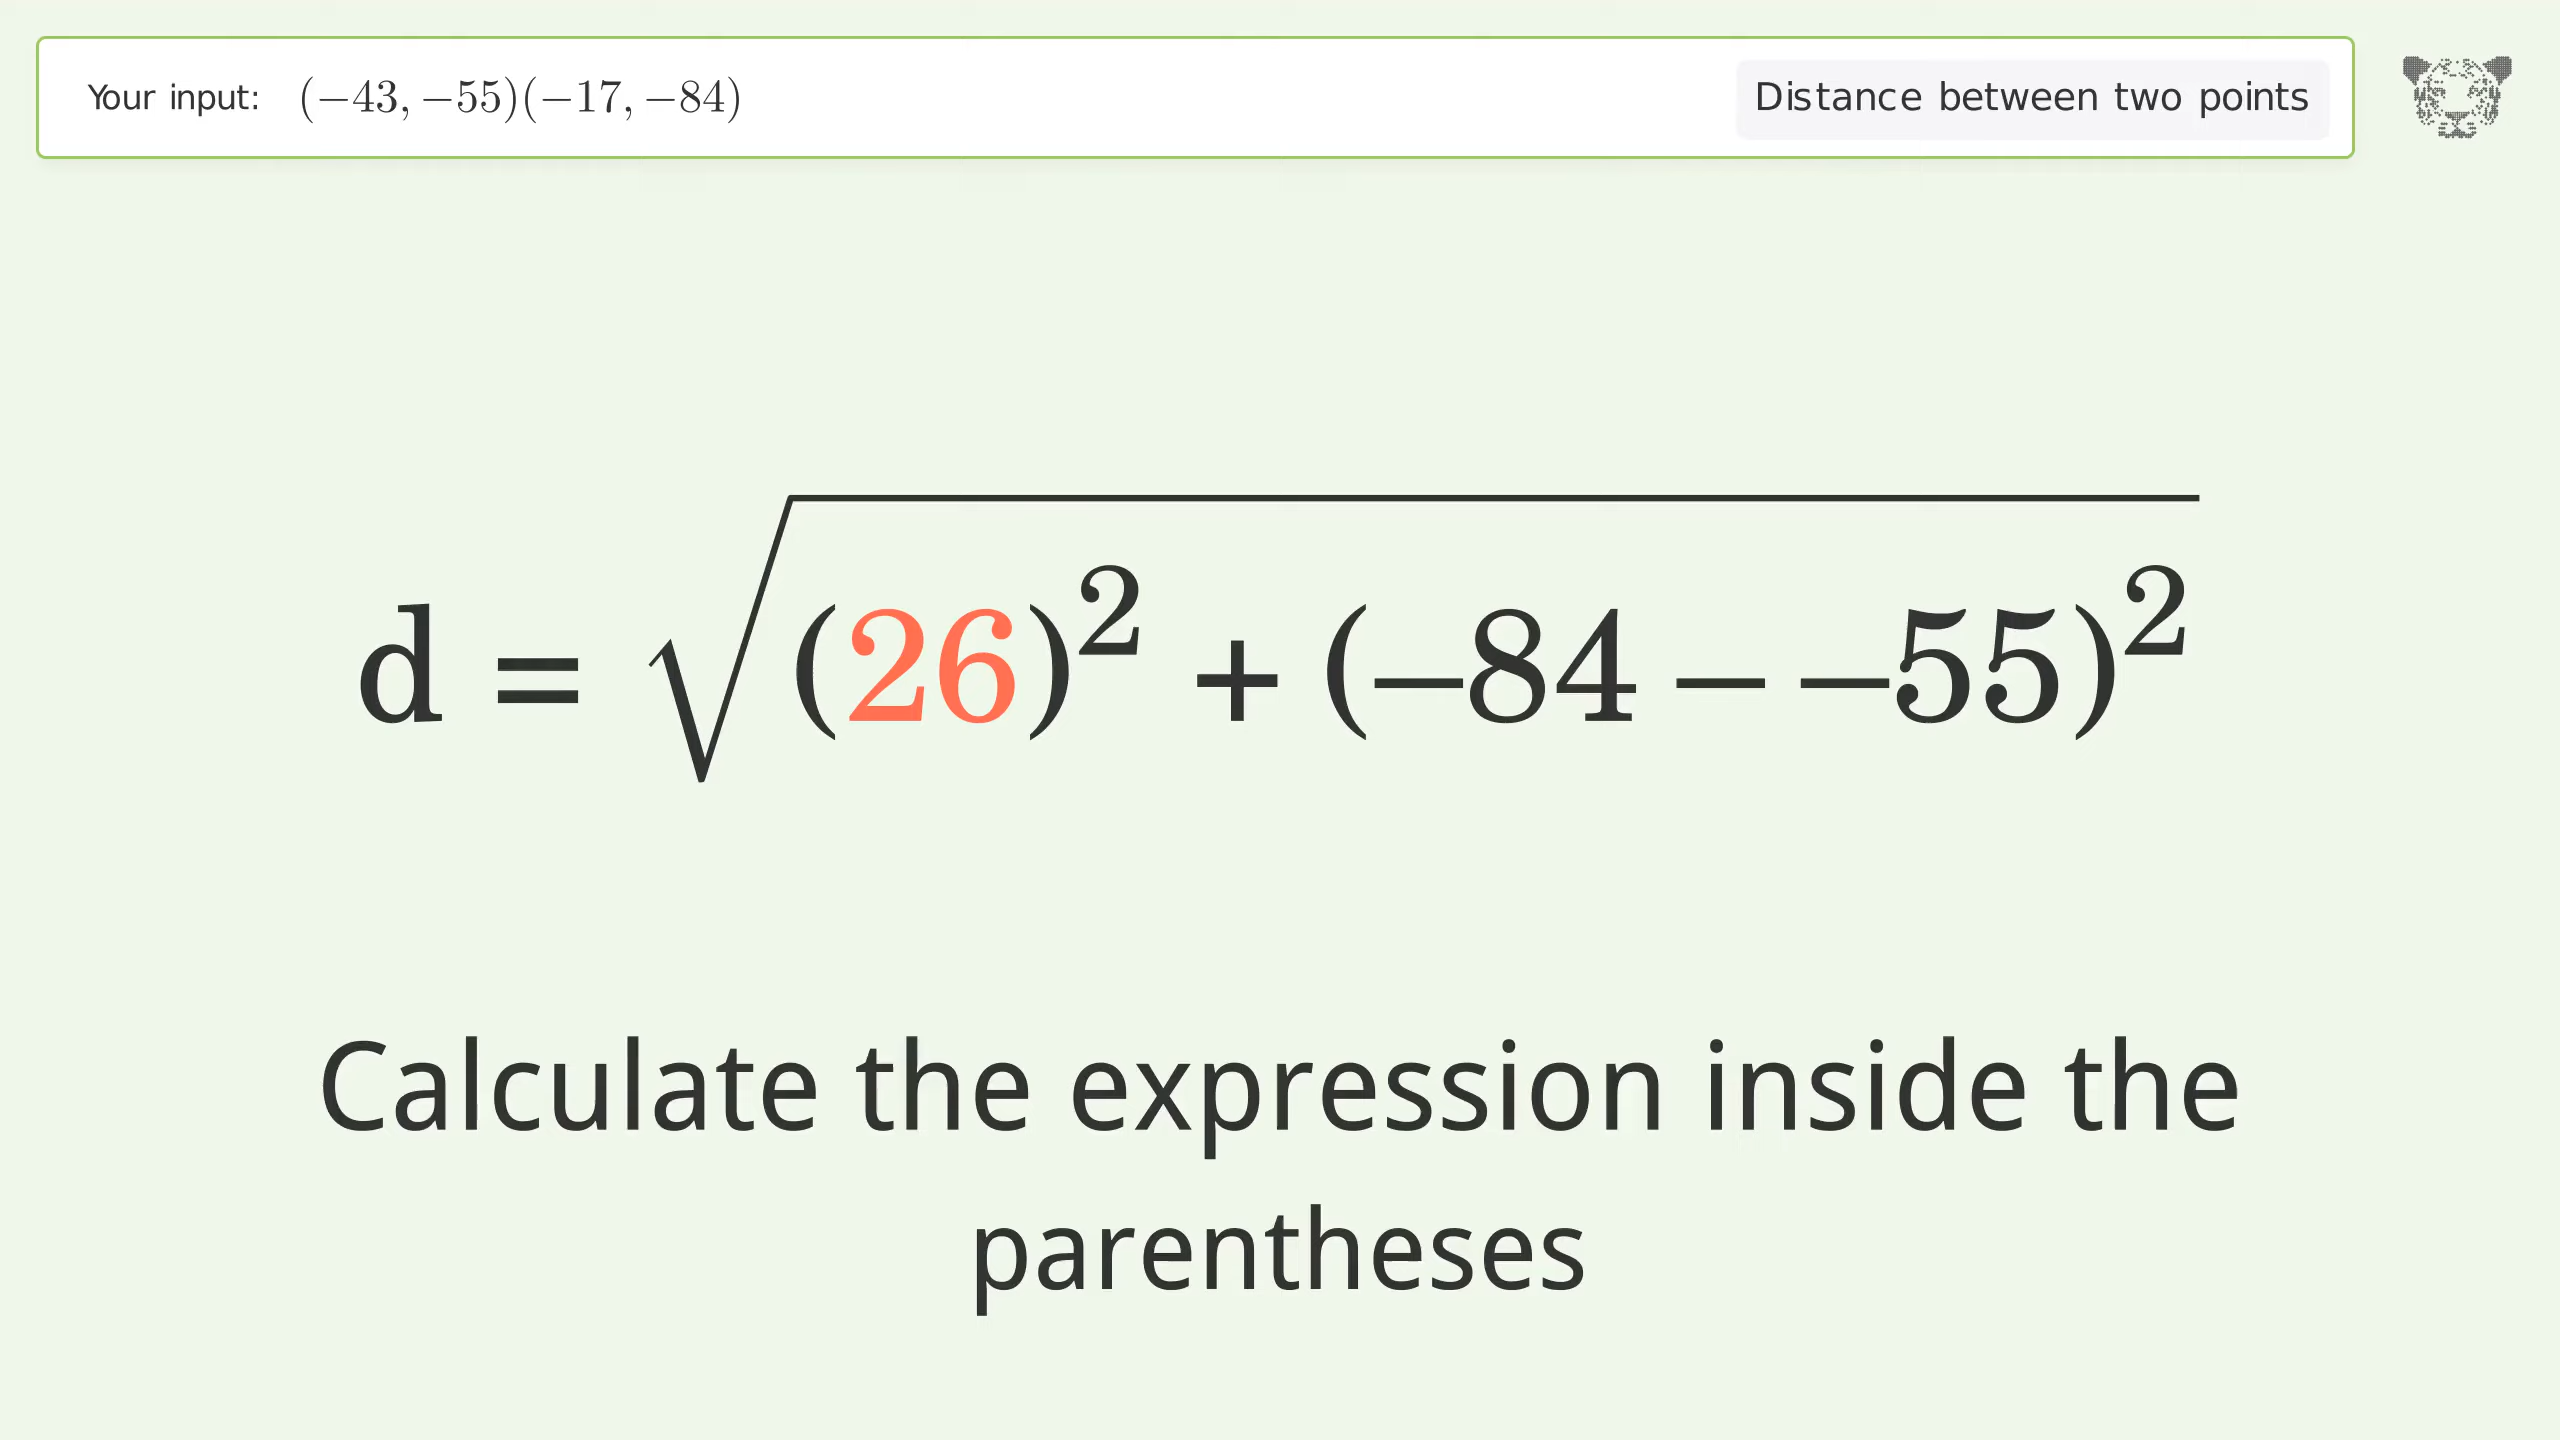 Your input: (−43, −55)(−17, −84)
Distance between two points
d = √(26)² + (−84 − −55)²
Calculate the expression inside the
parentheses